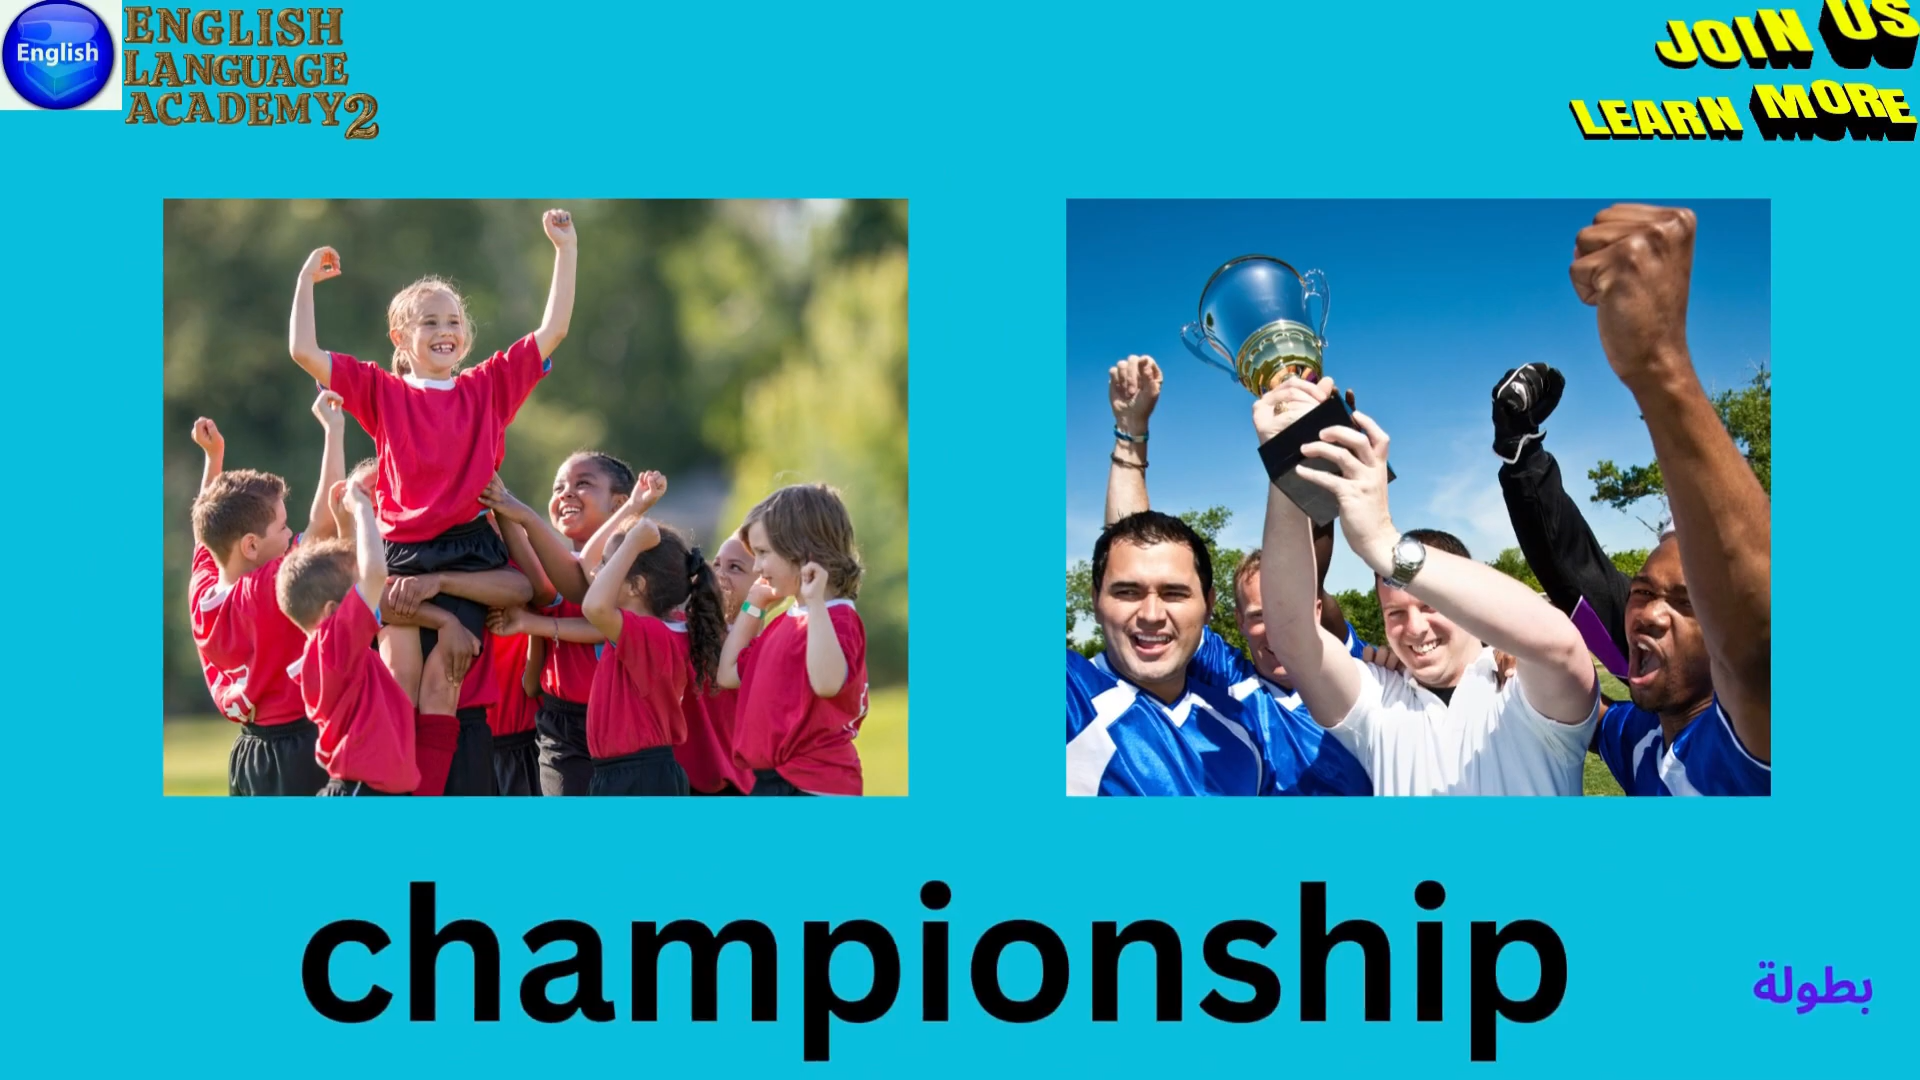 English
ENGLISH
LANGUAGE
ACADEMY2
JOIN US
LEARN MORE
championship
بطولة